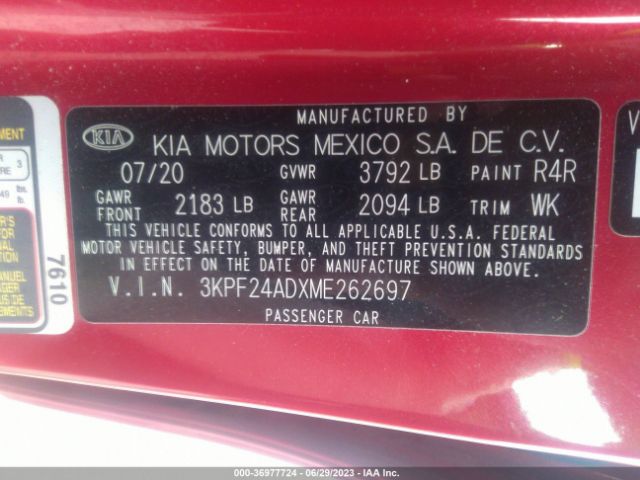 MANUFACTURED BY
KIA KIA MOTORS MEXICO S.A. DE C.V.
07/20 GVWR 3792 LB PAINT R4R
GAWR FRONT 2183 LB GAWR REAR 2094 LB TRIM WK
THIS VEHICLE CONFORMS TO ALL APPLICABLE U.S.A. FEDERAL
MOTOR VEHICLE SAFETY, BUMPER, AND THEFT PREVENTION STANDARDS
IN EFFECT ON THE DATE OF MANUFACTURE SHOWN ABOVE.
V.I.N. 3KPF24ADXME262697
PASSENGER CAR
7610
000-36977724 - 06/29/2023 - IAA Inc.